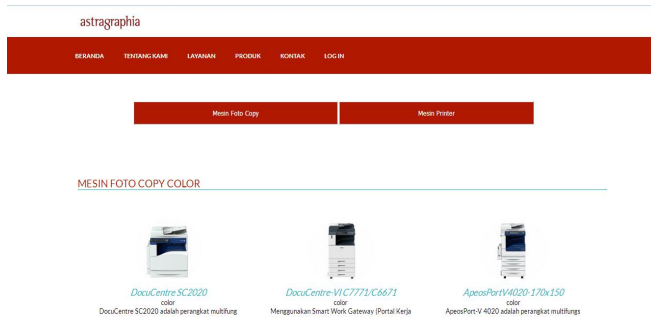 astragraphia
BERANDA TENTANG KAMI LAYANAN PRODUK KONTAK LOG IN
Mesin Foto Copy Mesin Printer
MESIN FOTO COPY COLOR
DocuCentre SC2020 DocuCentre-VI C7771/C6671 ApeosPortV4020-170x150
color color color
DocuCentre SC2020 adalah perangkat multifung Menggunakan Smart Work Gateway (Portal Kerja ApeosPort-V 4020 adalah perangkat multifungs